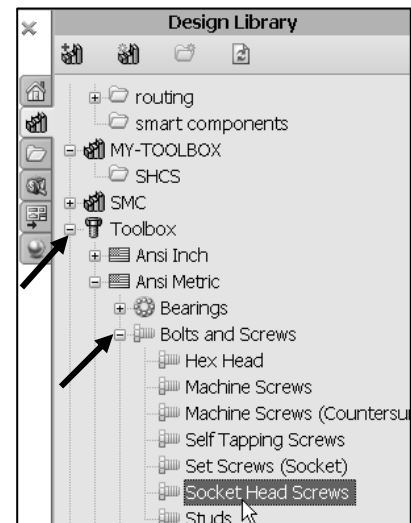 Design Library
routing
smart components
MY-TOOLBOX
SHCS
SMC
Toolbox
Ansi Inch
Ansi Metric
Bearings
Bolts and Screws
Hex Head
Machine Screws
Machine Screws (Countersu
Self Tapping Screws
Set Screws (Socket)
Socket Head Screws
Studs